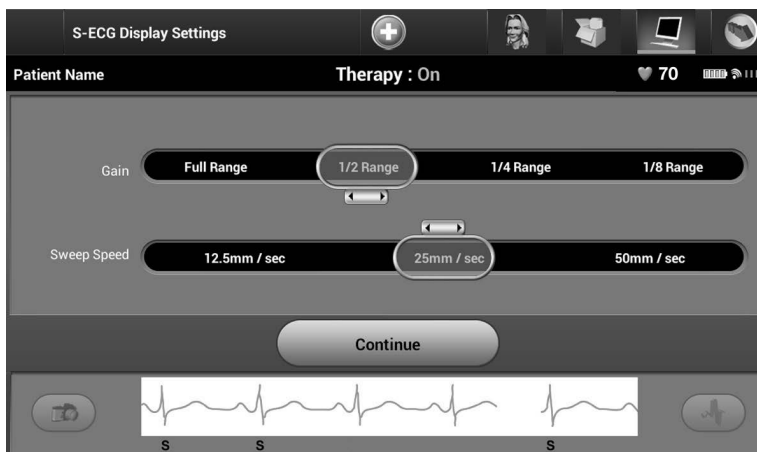 S-ECG Display Settings
Patient Name Therapy : On 70
Gain Full Range 1/2 Range 1/4 Range 1/8 Range
Sweep Speed 12.5mm / sec 25mm / sec 50mm / sec
Continue
S S S